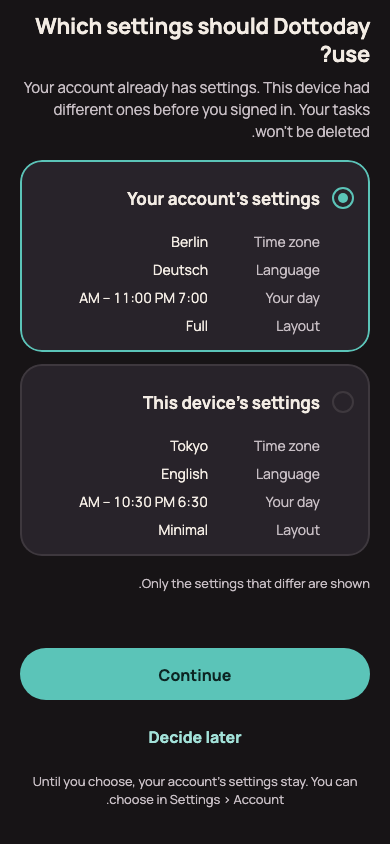 Which settings should Dottoday
?use
Your account already has settings. This device had
different ones before you signed in. Your tasks
.won't be deleted
Your account's settings
Time zone Berlin
Language Deutsch
Your day AM – 11:00 PM 7:00
Layout Full
This device's settings
Time zone Tokyo
Language English
Your day AM – 10:30 PM 6:30
Layout Minimal
.Only the settings that differ are shown
Continue
Decide later
Until you choose, your account's settings stay. You can
.choose in Settings > Account